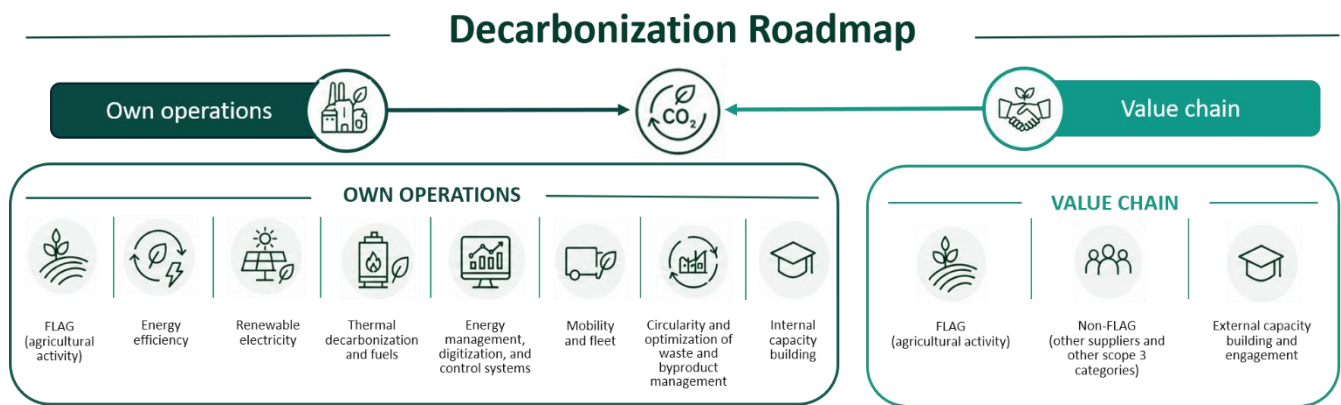 Decarbonization Roadmap
Own operations
CO₂
Value chain
OWN OPERATIONS
FLAG
(agricultural
activity)
Energy
efficiency
Renewable
electricity
Thermal
decarbonization
and fuels
Energy
management,
digitization, and
control systems
Mobility
and fleet
Circularity and
optimization of
waste and
byproduct
management
Internal
capacity
building
VALUE CHAIN
FLAG
(agricultural activity)
Non-FLAG
(other suppliers and
other scope 3
categories)
External capacity
building and
engagement